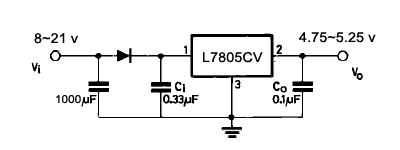 8~21 v
4.75~5.25 v
1
L7805CV
2
Vi
Vo
3
1000µF
Ci
0.33µF
Co
0.1µF